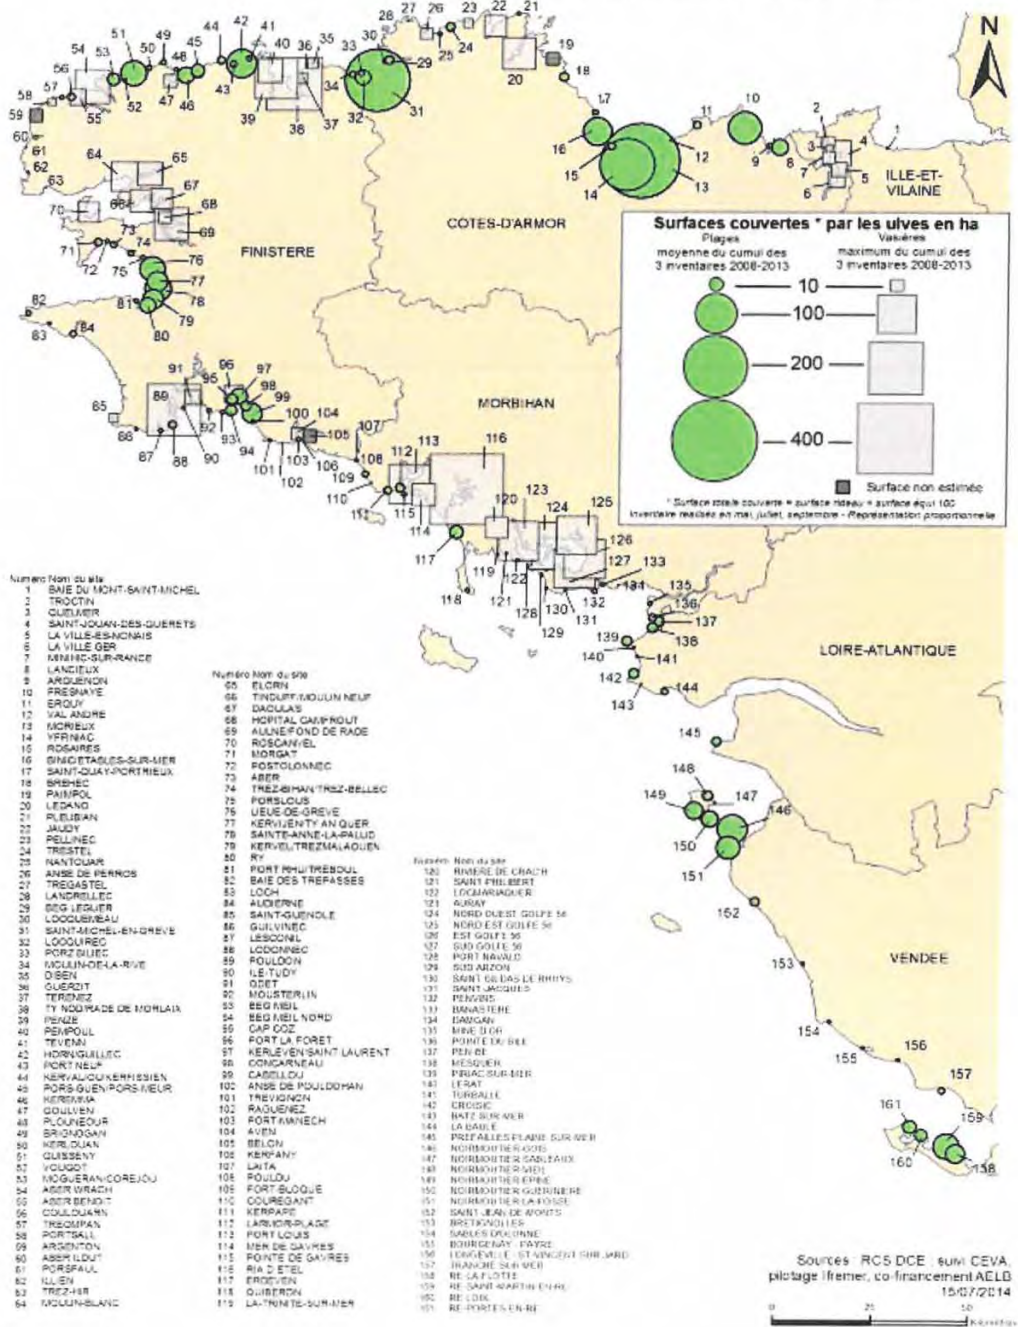 N
ILLE-ET-
VILAINE
COTES-D'ARMOR
FINISTERE
MORBIHAN
LOIRE-ATLANTIQUE
VENDEE
Surfaces couvertes * par les ulves en ha
Plages
moyenne du cumul des
3 inventaires 2008-2013
Vasières
maximum du cumul des
3 inventaires 2008-2013
10
100
200
400
Surface non estimée
* Surface totale couverte = surface rideau + surface équi 100
Inventaire réalisés en mai, juillet, septembre - Représentation proportionnelle
Numéro Nom du site
1 BAIE DU MONT-SAINT-MICHEL
2 TROCTIN
3 QUELMER
4 SAINT-JOUAN-DES-GUERETS
5 LA VILLE-ES-NONAIS
6 LA VILLE GER
7 MINIHIC-SUR-RANCE
8 LANCIEUX
9 ARGUENON
10 FRESNAYE
11 ERQUY
12 VAL ANDRE
13 MORIEUX
14 YFFINIAC
15 ROSAIRES
16 BINIC/ETABLES-SUR-MER
17 SAINT-QUAY-PORTRIEUX
18 BREHEC
19 PAIMPOL
20 LEDANO
21 PLEUBIAN
22 JAUDY
23 PELLINEC
24 TRESTEL
25 NANTOUAR
26 ANSE DE PERROS
27 TREGASTEL
28 LANDRELLEC
29 BEG LEGUER
30 LOCQUEMEAU
31 SAINT-MICHEL-EN-GREVE
32 LOCQUIREC
33 PORZ BILIEC
34 MOULIN-DE-LA-RIVE
35 DIBEN
36 GUERZIT
37 TERENEZ
38 TY NOD/RADE DE MORLAIX
39 PENZE
40 PEMPOUL
41 TEVENN
42 HORN/GUILLEC
43 PORT NEUF
44 KERVALIOU/KERFISSIEN
45 PORS-GUEN/PORS-MEUR
46 KEREMMA
47 GOULVEN
48 PLOUNEOUR
49 BRIGNOGAN
50 KERLOUAN
51 GUISSENY
52 VOUGOT
53 MOGUERAN/COREJOU
54 ABER WRACH
55 ABER BENOIT
56 COULOUARN
57 TREOMPAN
58 PORTSALL
59 ARGENTON
60 ABER ILDUT
61 PORSPAUL
62 ILLIEN
63 TREZ-HIR
64 MOULIN-BLANC
Numéro Nom du site
65 ELORN
66 TINDUFF/MOULIN NEUF
67 DAOULAS
68 HOPITAL CAMFROUT
69 AULNE/FOND DE RADE
70 ROSCANVEL
71 MORGAT
72 POSTOLONNEC
73 ABER
74 TREZ-BIHAN/TREZ-BELLEC
75 PORSLOUS
76 LIEUE-DE-GREVE
77 KERVIJEN/TY AN QUER
78 SAINTE-ANNE-LA-PALUD
79 KERVEL/TREZMALAOUEN
80 RY
81 PORT RHU/TREBOUL
82 BAIE DES TREPASSES
83 LOCH
84 AUDIERNE
85 SAINT-GUENOLE
86 GUILVINEC
87 LESCONIL
88 LODONNEC
89 POULDON
90 ILE-TUDY
91 ODET
92 MOUSTERLIN
93 BEG MEIL
94 BEG MEIL NORD
95 CAP COZ
96 PORT LA FORET
97 KERLEVEN/SAINT LAURENT
98 CONCARNEAU
99 CABELLOU
100 ANSE DE POULDOHAN
101 TREVIGNON
102 RAGUENEZ
103 PORT-MANECH
104 AVEN
105 BELON
106 KERFANY
107 LAITA
108 POULDU
109 FORT-BLOQUE
110 COUREGANT
111 KERPAPE
112 LARMOR-PLAGE
113 PORT LOUIS
114 MER DE GAVRES
115 POINTE DE GAVRES
116 RIA D'ETEL
117 ERDEVEN
118 QUIBERON
119 LA-TRINITE-SUR-MER
Numéro Nom du site
120 RIVIERE DE CRAC'H
121 SAINT-PHILIBERT
122 LOCMARIAQUER
123 AURAY
124 NORD OUEST GOLFE 56
125 NORD EST GOLFE 56
126 EST GOLFE 56
127 SUD GOLFE 56
128 PORT NAVALO
129 SUD ARZON
130 SAINT GILDAS DE RHUYS
131 SAINT JACQUES
132 PENVINS
133 BANASTERE
134 DAMGAN
135 MINE D'OR
136 POINTE DU BILE
137 PEN-BE
138 MESQUER
139 PIRIAC-SUR-MER
140 LERAT
141 TURBALLE
142 CROISIC
143 BATZ-SUR-MER
144 LA BAULE
145 PREFAILLES PLAINE-SUR-MER
146 NOIRMOUTIER-GOIS
147 NOIRMOUTIER-SABLEAUX
148 NOIRMOUTIER-VIEIL
149 NOIRMOUTIER-EPINE
150 NOIRMOUTIER-GUERINIERE
151 NOIRMOUTIER-LA-FOSSE
152 SAINT-JEAN-DE-MONTS
153 BRETIGNOLLES
154 SABLES D'OLONNE
155 BOURGENAY - PAYRE
156 LONGEVILLE - ST-VINCENT SUR JARD
157 TRANCHE SUR MER
158 RE-LA-FLOTTE
159 RE-SAINT-MARTIN-EN-RE
160 RE-LOIX
161 RE-PORTES-EN-RE
Sources : RCS DCE : suivi CEVA,
pilotage Ifremer, co-financement AELB
15/07/2014
0 25 50
Kilomètres